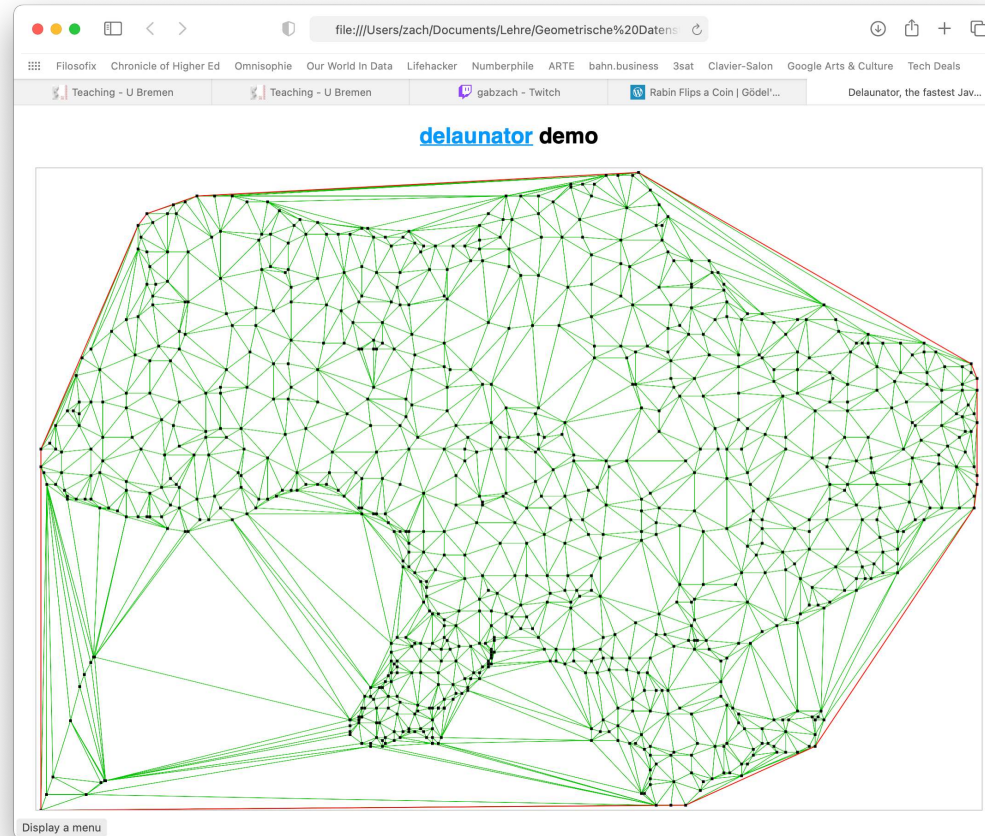 file:///Users/zach/Documents/Lehre/Geometrische%20Datens
Filosofix Chronicle of Higher Ed Omnisophie Our World In Data Lifehacker Numberphile ARTE bahn.business 3sat Clavier-Salon Google Arts & Culture Tech Deals
Teaching - U Bremen Teaching - U Bremen gabzach - Twitch Rabin Flips a Coin | Gödel'... Delaunator, the fastest Jav...
delaunator demo
Display a menu